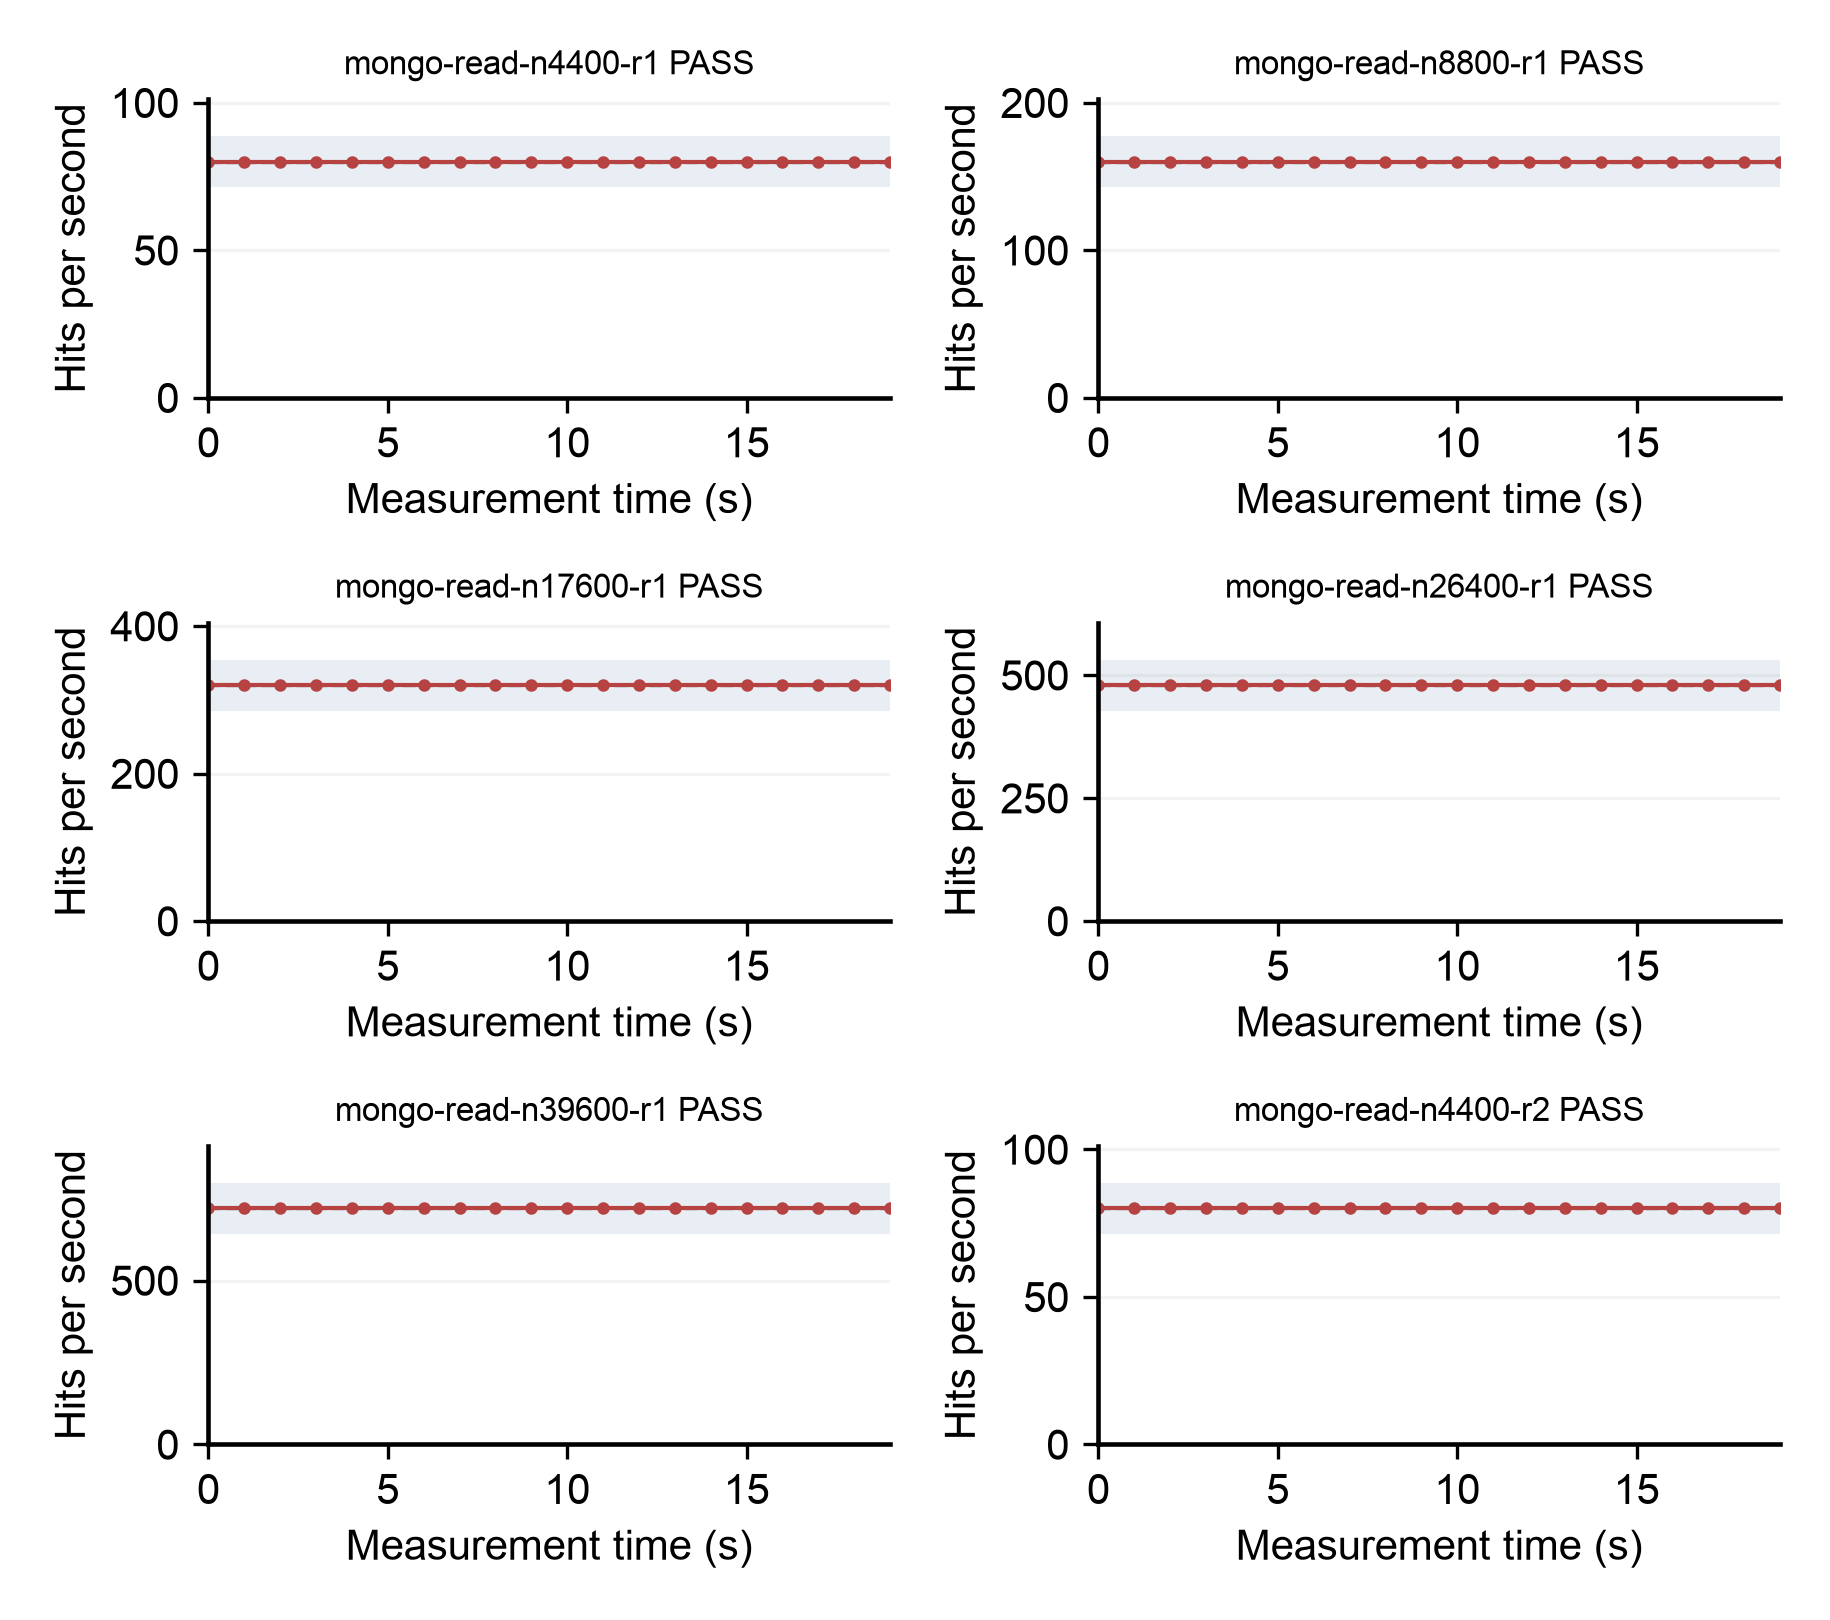 mongo-read-n4400-r1 PASS
Hits per second
100
50
0
0 5 10 15
Measurement time (s)
mongo-read-n8800-r1 PASS
Hits per second
200
100
0
0 5 10 15
Measurement time (s)
mongo-read-n17600-r1 PASS
Hits per second
400
200
0
0 5 10 15
Measurement time (s)
mongo-read-n26400-r1 PASS
Hits per second
500
250
0
0 5 10 15
Measurement time (s)
mongo-read-n39600-r1 PASS
Hits per second
500
0
0 5 10 15
Measurement time (s)
mongo-read-n4400-r2 PASS
Hits per second
100
50
0
0 5 10 15
Measurement time (s)